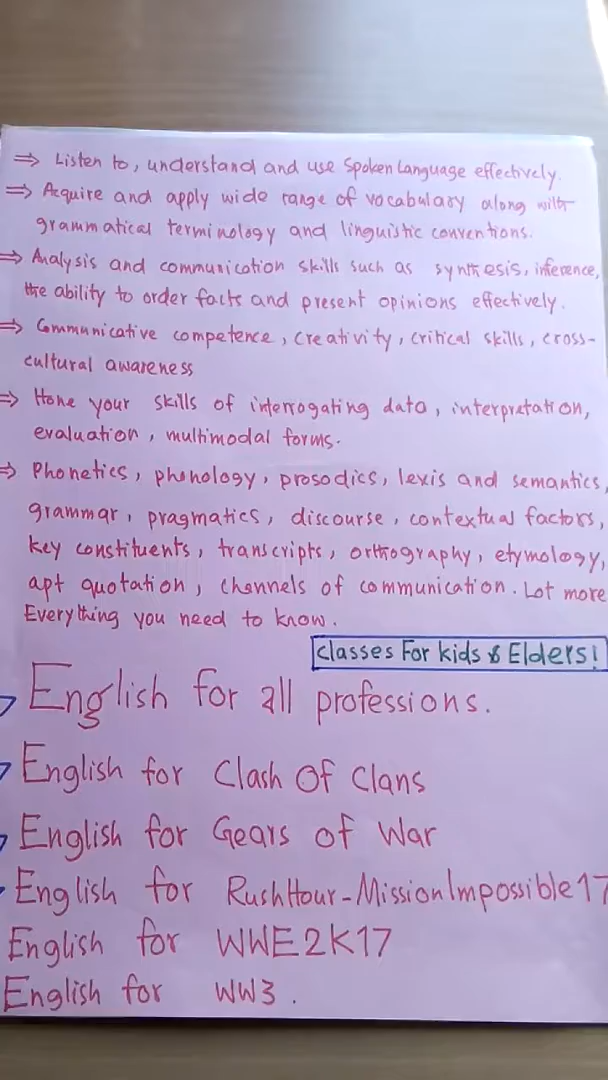 ⇒ Listen to, understand and use Spoken Language effectively.
⇒ Acquire and apply wide range of vocabulary along with
grammatical terminology and linguistic conventions.
⇒ Analysis and communication skills such as synthesis, inference,
the ability to order facts and present opinions effectively.
⇒ Communicative competence, creativity, critical skills, cross-
cultural awareness
⇒ Hone your skills of interrogating data, interpretation,
evaluation, multimodal forms.
⇒ Phonetics, phonology, prosodics, lexis and semantics,
grammar, pragmatics, discourse, contextual factors,
key constituents, transcripts, orthography, etymology,
apt quotation, channels of communication. Lot more
Everything you need to know.
Classes For kids & Elders!
English for all professions.
English for Clash Of Clans
English for Gears of War
English for RushHour-MissionImpossible17
English for WWE2K17
English for WW3.